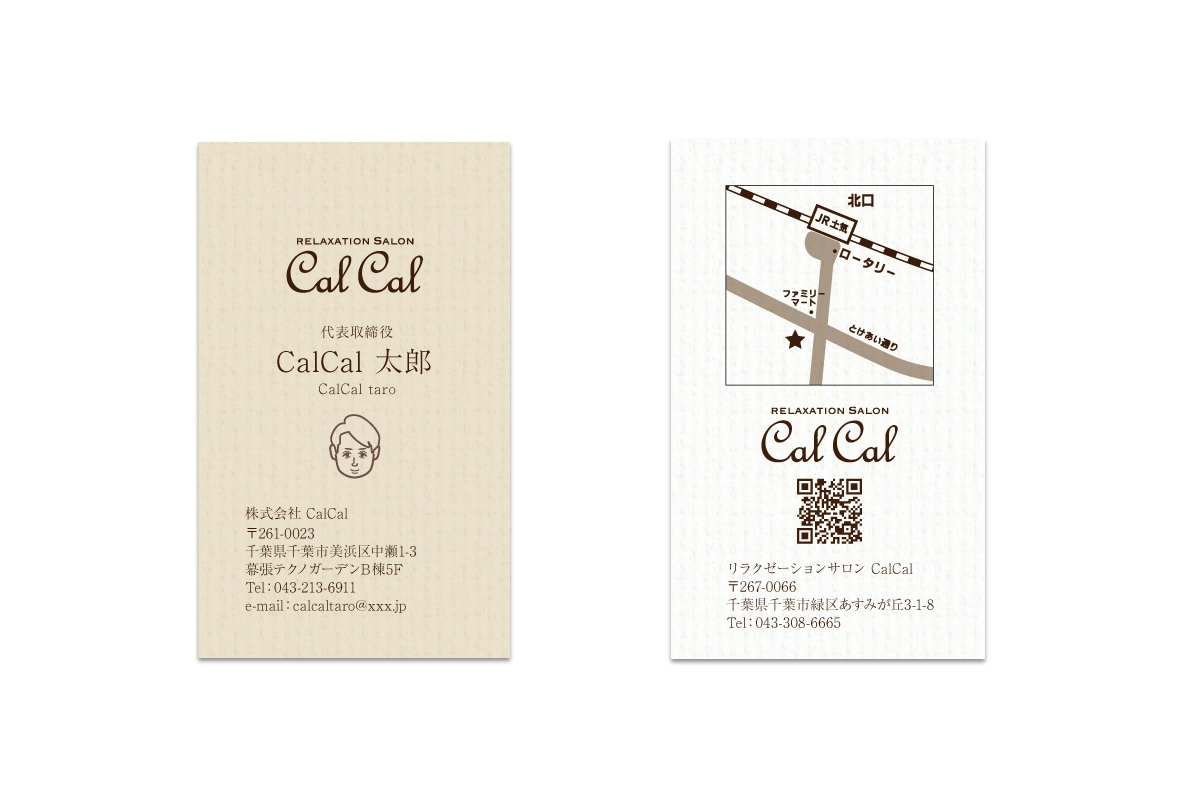 RELAXATION SALON
Cal Cal
代表取締役
CalCal 太郎
CalCal taro
株式会社 CalCal
〒261-0023
千葉県千葉市美浜区中瀬1-3
幕張テクノガーデンB棟5F
Tel：043-213-6911
e-mail：calcaltaro@xxx.jp
北口
JR土気
ロータリー
ファミリー
マート
とけあい通り
RELAXATION SALON
Cal Cal
リラクゼーションサロン CalCal
〒267-0066
千葉県千葉市緑区あすみが丘3-1-8
Tel：043-308-6665